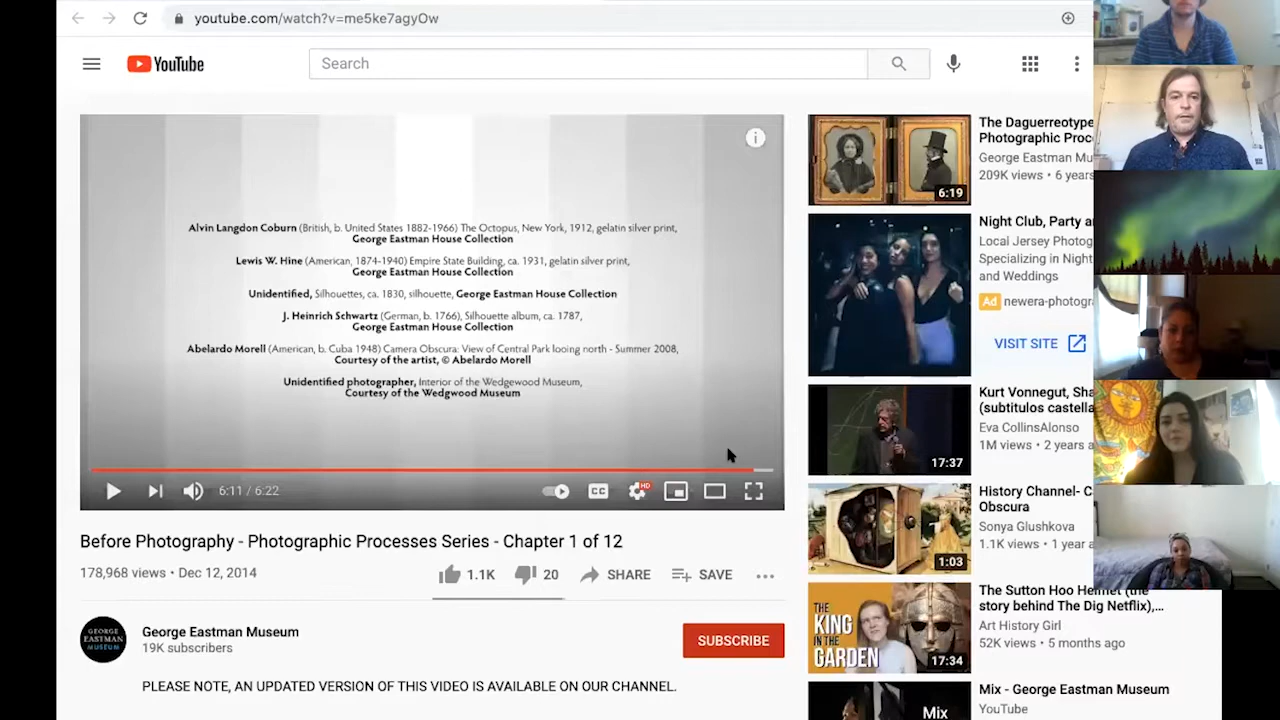 youtube.com/watch?v=me5ke7agyOw
YouTube
Search
Alvin Langdon Coburn (British, b. United States 1882-1966) The Octopus, New York, 1912, gelatin silver print,
George Eastman House Collection
Lewis W. Hine (American, 1874-1940) Empire State Building, ca. 1931, gelatin silver print,
George Eastman House Collection
Unidentified, Silhouettes, ca. 1830, silhouette, George Eastman House Collection
J. Heinrich Schwartz (German, b. 1766), Silhouette album, ca. 1787,
George Eastman House Collection
Abelardo Morell (American, b. Cuba 1948) Camera Obscura: View of Central Park looing north - Summer 2008,
Courtesy of the artist, © Abelardo Morell
Unidentified photographer, Interior of the Wedgewood Museum,
Courtesy of the Wedgwood Museum
6:11 / 6:22
CC
HD
Before Photography - Photographic Processes Series - Chapter 1 of 12
178,968 views • Dec 12, 2014
1.1K
20
SHARE
SAVE
GEORGE
EASTMAN
MUSEUM
George Eastman Museum
19K subscribers
SUBSCRIBE
PLEASE NOTE, AN UPDATED VERSION OF THIS VIDEO IS AVAILABLE ON OUR CHANNEL.
6:19
The Daguerreotype
Photographic Proc
George Eastman Mu
209K views • 6 years
Night Club, Party a
Local Jersey Photog
Specializing in Night
and Weddings
Ad newera-photogr
VISIT SITE
17:37
Kurt Vonnegut, Sha
(subtitulos castella
Eva CollinsAlonso
1M views • 2 years a
1:03
History Channel- C
Obscura
Sonya Glushkova
1.1K views • 1 year a
THE
KING
IN THE
GARDEN
17:34
The Sutton Hoo Helmet (the
story behind The Dig Netflix),...
Art History Girl
52K views • 5 months ago
Mix
Mix - George Eastman Museum
YouTube